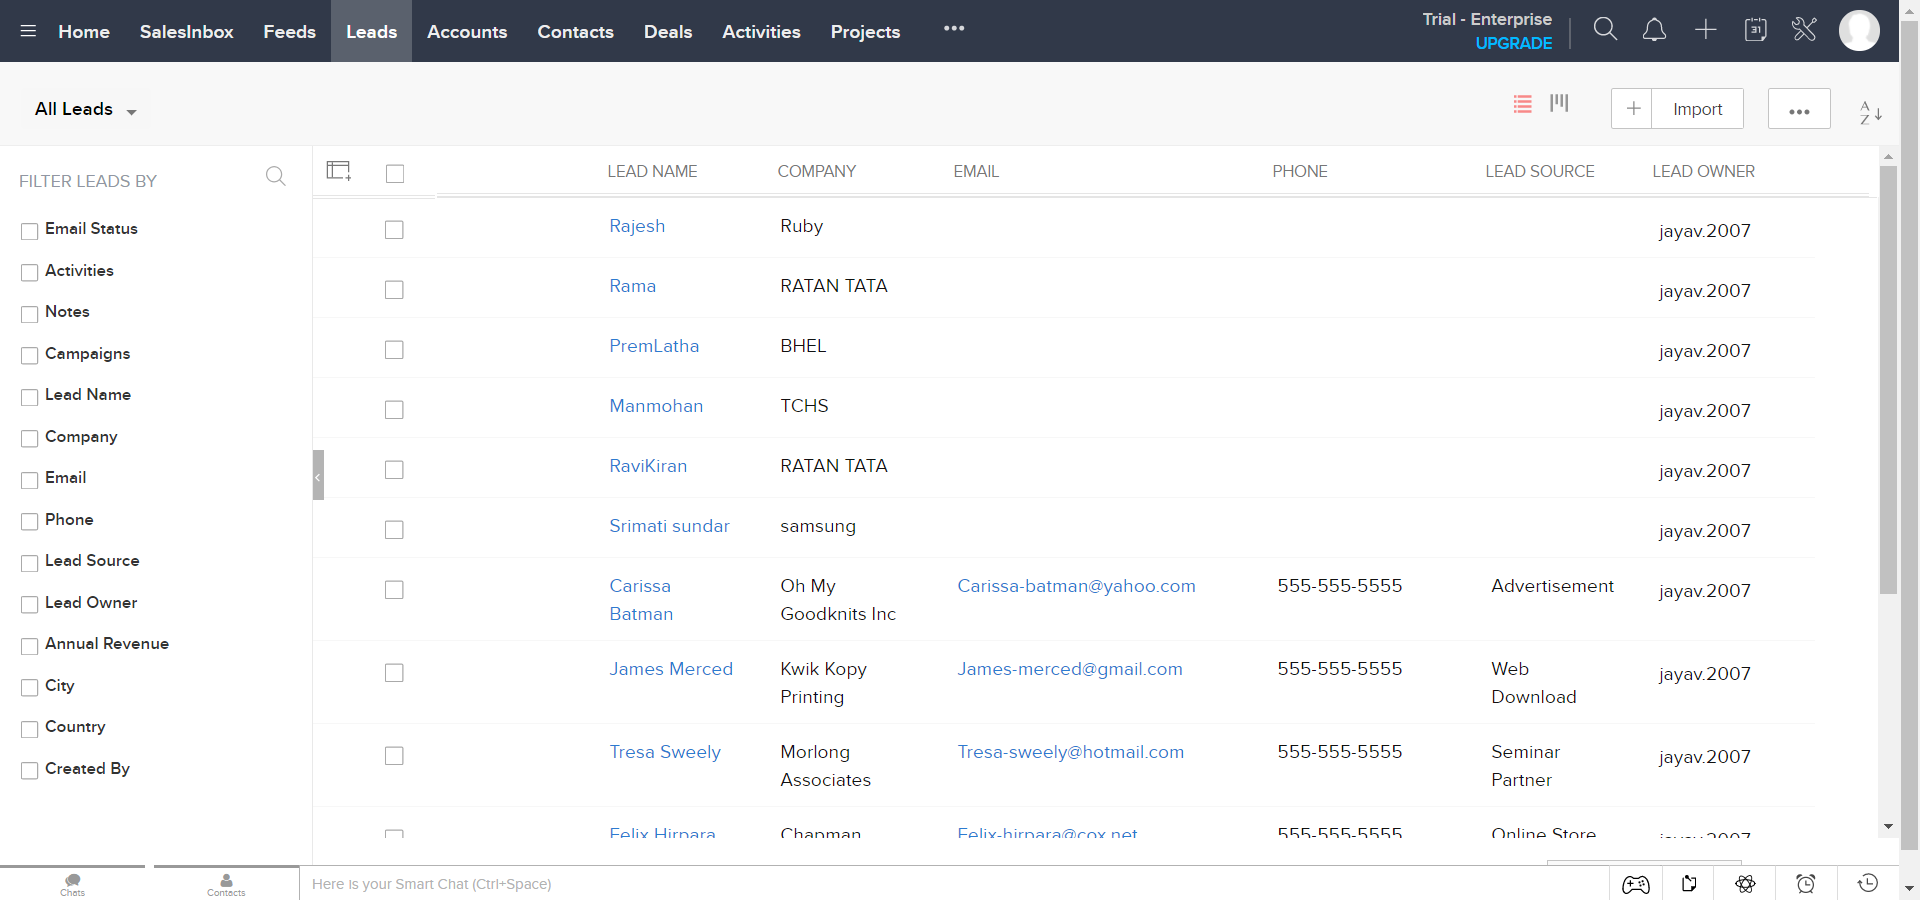 Home SalesInbox Feeds Leads Accounts Contacts Deals Activities Projects
Trial - Enterprise
UPGRADE
31
All Leads
Import
A
Z
FILTER LEADS BY
Email Status
Activities
Notes
Campaigns
Lead Name
Company
Email
Phone
Lead Source
Lead Owner
Annual Revenue
City
Country
Created By
LEAD NAME COMPANY EMAIL PHONE LEAD SOURCE LEAD OWNER
Rajesh Ruby jayav.2007
Rama RATAN TATA jayav.2007
PremLatha BHEL jayav.2007
Manmohan TCHS jayav.2007
RaviKiran RATAN TATA jayav.2007
Srimati sundar samsung jayav.2007
Carissa Oh My Carissa-batman@yahoo.com 555-555-5555 Advertisement jayav.2007
Batman Goodknits Inc
James Merced Kwik Kopy James-merced@gmail.com 555-555-5555 Web jayav.2007
Printing Download
Tresa Sweely Morlong Tresa-sweely@hotmail.com 555-555-5555 Seminar jayav.2007
Associates Partner
Felix Hirpara Chapman Felix-hirpara@cox.net 555-555-5555 Online Store jayav.2007
Chats
Contacts
Here is your Smart Chat (Ctrl+Space)